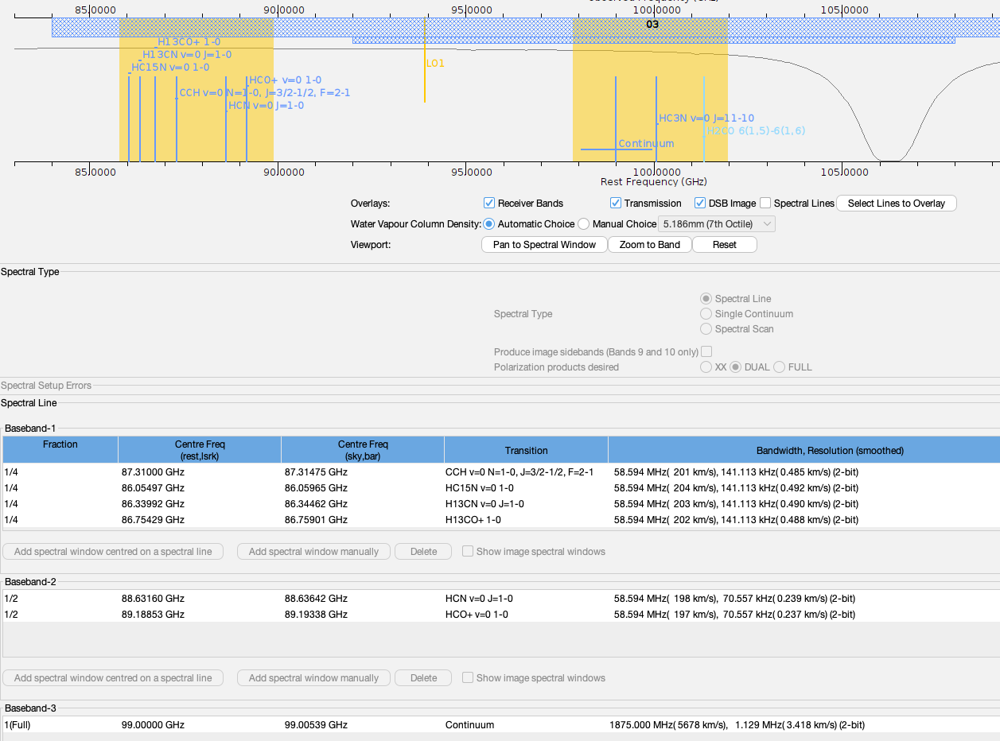 85|0000 90|0000 95|0000 100|0000 105|0000
03
H13CO+ 1-0
H13CN v=0 J=1-0
HC15N v=0 1-0
LO1
HCO+ v=0 1-0
CCH v=0 N=1-0, J=3/2-1/2, F=2-1
HCN v=0 J=1-0
HC3N v=0 J=11-10
H2CO 6(1,5)-6(1,6)
Continuum
85|0000 90|0000 95|0000 100|0000 105|0000
Rest Frequency (GHz)
Overlays: Receiver Bands Transmission DSB Image Spectral Lines Select Lines to Overlay
Water Vapour Column Density: Automatic Choice Manual Choice 5.186mm (7th Octile)
Viewport: Pan to Spectral Window Zoom to Band Reset
Spectral Type
Spectral Type
Spectral Line
Single Continuum
Spectral Scan
Produce image sidebands (Bands 9 and 10 only)
Polarization products desired XX DUAL FULL
Spectral Setup Errors
Spectral Line
Baseband-1
Fraction Centre Freq (rest,lsrk) Centre Freq (sky,bar) Transition Bandwidth, Resolution (smoothed)
1/4 87.31000 GHz 87.31475 GHz CCH v=0 N=1-0, J=3/2-1/2, F=2-1 58.594 MHz( 201 km/s), 141.113 kHz( 0.485 km/s) (2-bit)
1/4 86.05497 GHz 86.05965 GHz HC15N v=0 1-0 58.594 MHz( 204 km/s), 141.113 kHz( 0.492 km/s) (2-bit)
1/4 86.33992 GHz 86.34462 GHz H13CN v=0 J=1-0 58.594 MHz( 203 km/s), 141.113 kHz( 0.490 km/s) (2-bit)
1/4 86.75429 GHz 86.75901 GHz H13CO+ 1-0 58.594 MHz( 202 km/s), 141.113 kHz( 0.488 km/s) (2-bit)
Add spectral window centred on a spectral line Add spectral window manually Delete Show image spectral windows
Baseband-2
1/2 88.63160 GHz 88.63642 GHz HCN v=0 J=1-0 58.594 MHz( 198 km/s), 70.557 kHz( 0.239 km/s) (2-bit)
1/2 89.18853 GHz 89.19338 GHz HCO+ v=0 1-0 58.594 MHz( 197 km/s), 70.557 kHz( 0.237 km/s) (2-bit)
Add spectral window centred on a spectral line Add spectral window manually Delete Show image spectral windows
Baseband-3
1(Full) 99.00000 GHz 99.00539 GHz Continuum 1875.000 MHz( 5678 km/s), 1.129 MHz( 3.418 km/s) (2-bit)